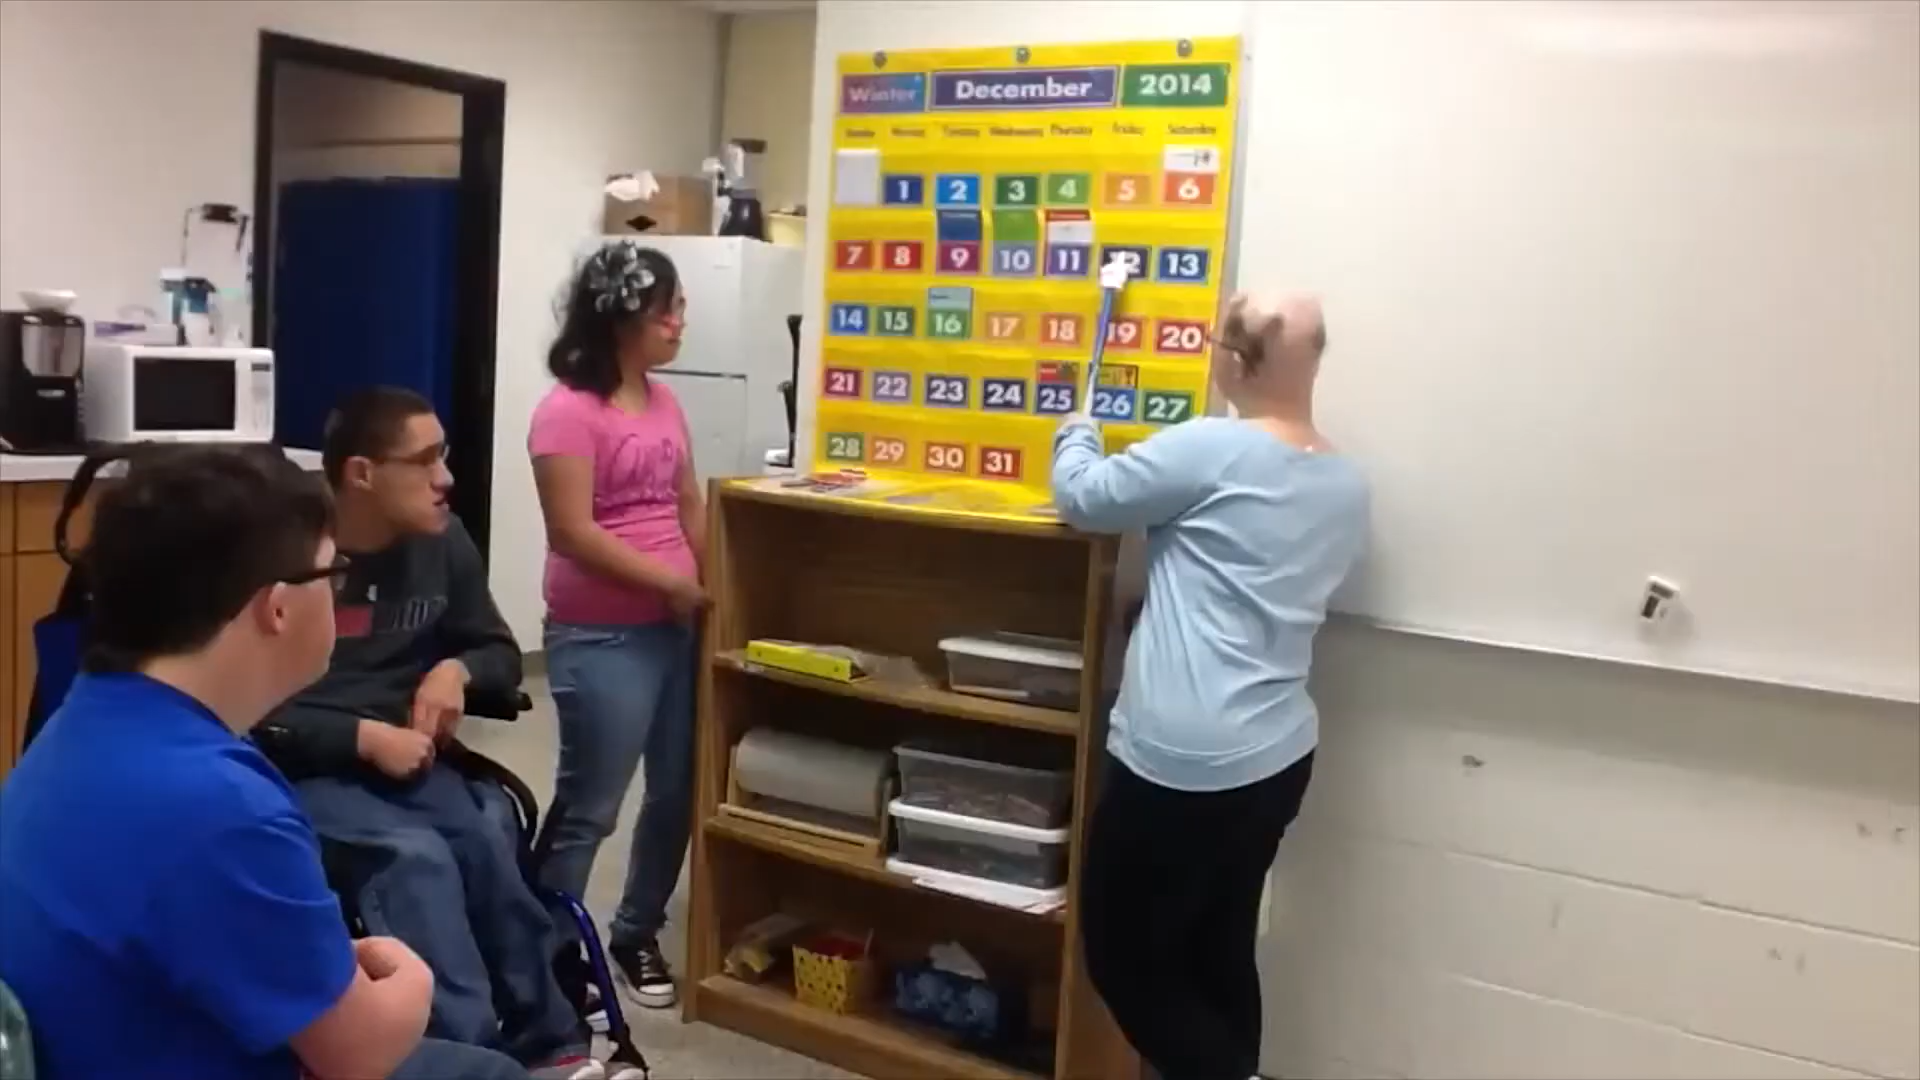 Winter December 2014
Sunday Monday Tuesday Wednesday Thursday Friday Saturday
1 2 3 4 5 6
7 8 9 10 11 12 13
14 15 16 17 18 19 20
21 22 23 24 25 26 27
28 29 30 31